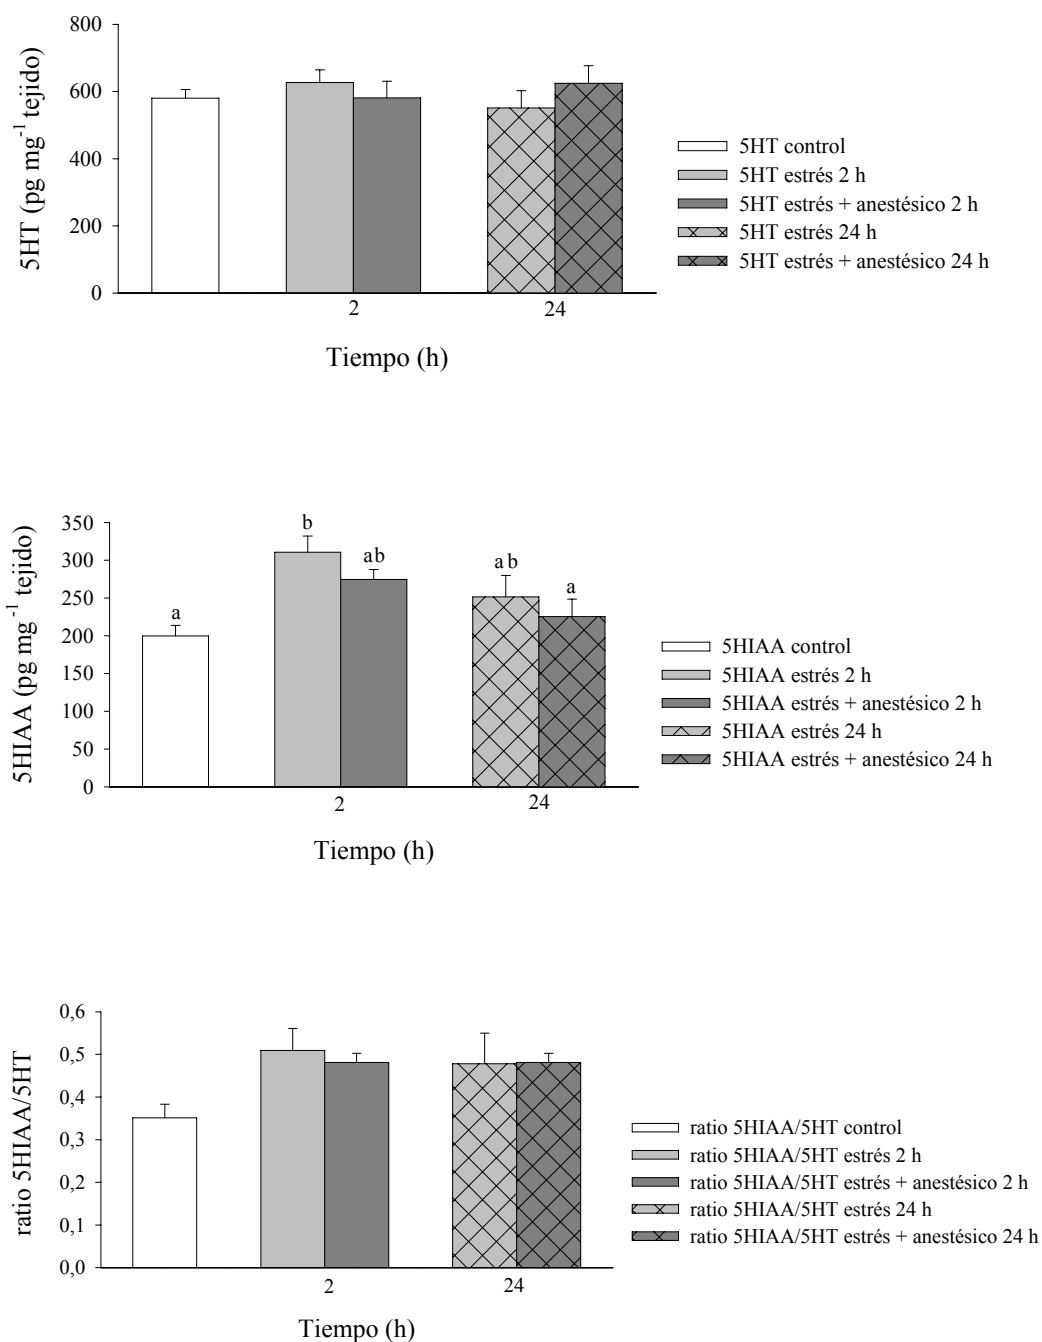 800
600
400
200
0
5HT (pg mg⁻¹ tejido)
2
24
Tiempo (h)
5HT control
5HT estrés 2 h
5HT estrés + anestésico 2 h
5HT estrés 24 h
5HT estrés + anestésico 24 h
350
300
250
200
150
100
50
0
5HIAA (pg mg⁻¹ tejido)
a
b
ab
ab
a
2
24
Tiempo (h)
5HIAA control
5HIAA estrés 2 h
5HIAA estrés + anestésico 2 h
5HIAA estrés 24 h
5HIAA estrés + anestésico 24 h
0,6
0,5
0,4
0,3
0,2
0,1
0,0
ratio 5HIAA/5HT
2
24
Tiempo (h)
ratio 5HIAA/5HT control
ratio 5HIAA/5HT estrés 2 h
ratio 5HIAA/5HT estrés + anestésico 2 h
ratio 5HIAA/5HT estrés 24 h
ratio 5HIAA/5HT estrés + anestésico 24 h